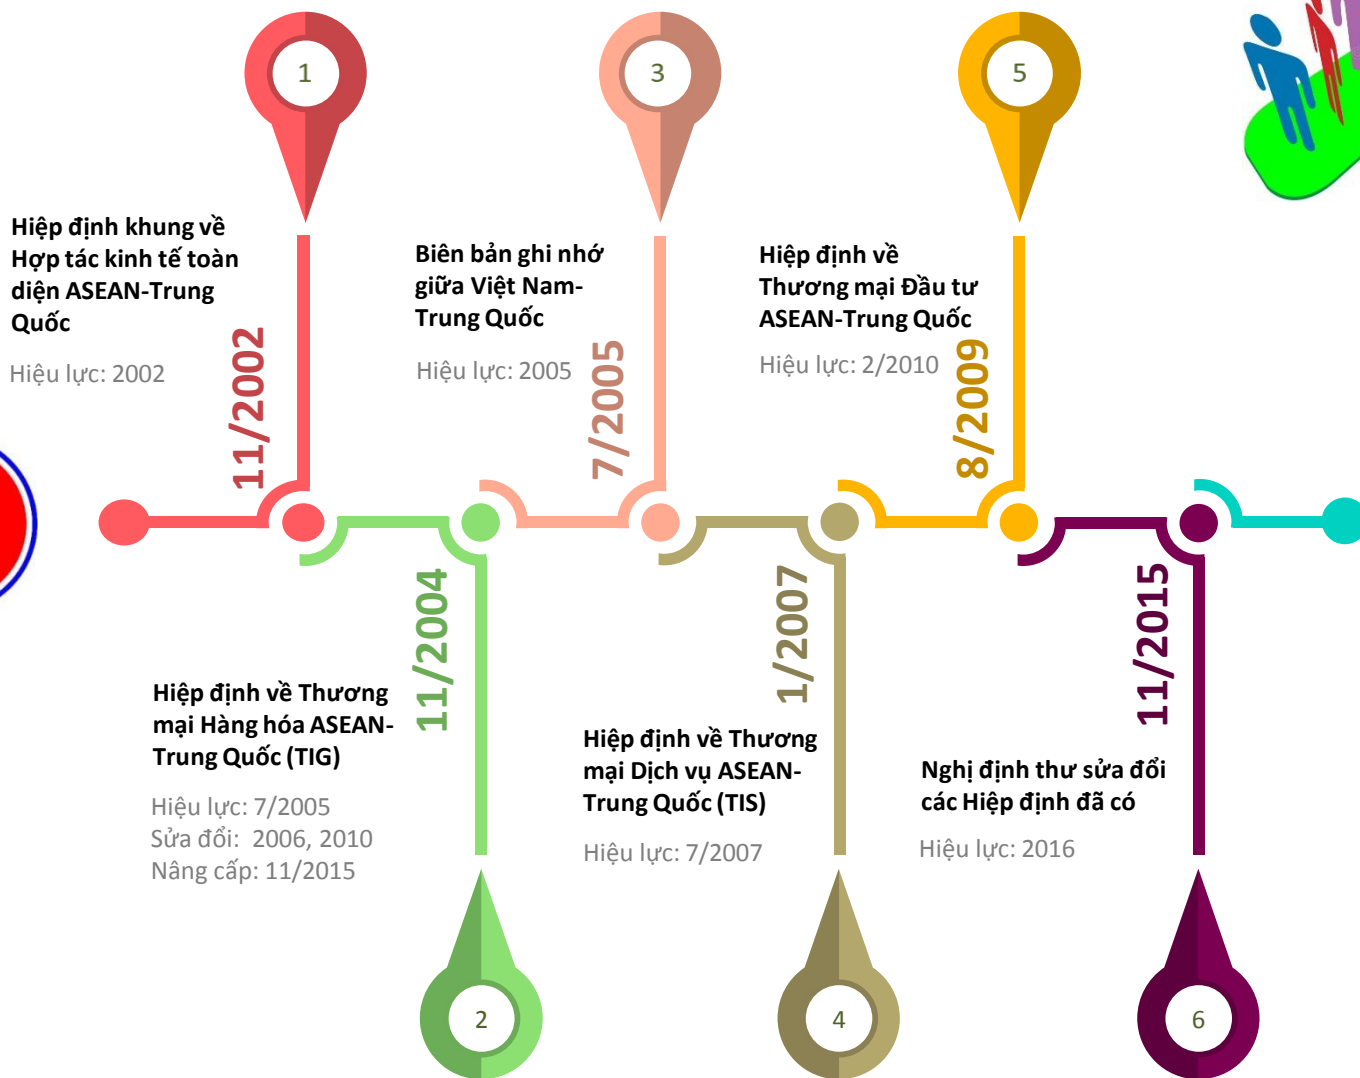 1
Hiệp định khung về
Hợp tác kinh tế toàn
diện ASEAN-Trung
Quốc
Hiệu lực: 2002
11/2002
2
Hiệp định về Thương
mại Hàng hóa ASEAN-
Trung Quốc (TIG)
Hiệu lực: 7/2005
Sửa đổi:  2006, 2010
Nâng cấp: 11/2015
11/2004
3
Biên bản ghi nhớ
giữa Việt Nam-
Trung Quốc
Hiệu lực: 2005
7/2005
4
Hiệp định về Thương
mại Dịch vụ ASEAN-
Trung Quốc (TIS)
Hiệu lực: 7/2007
1/2007
5
Hiệp định về
Thương mại Đầu tư
ASEAN-Trung Quốc
Hiệu lực: 2/2010
8/2009
6
Nghị định thư sửa đổi
các Hiệp định đã có
Hiệu lực: 2016
11/2015